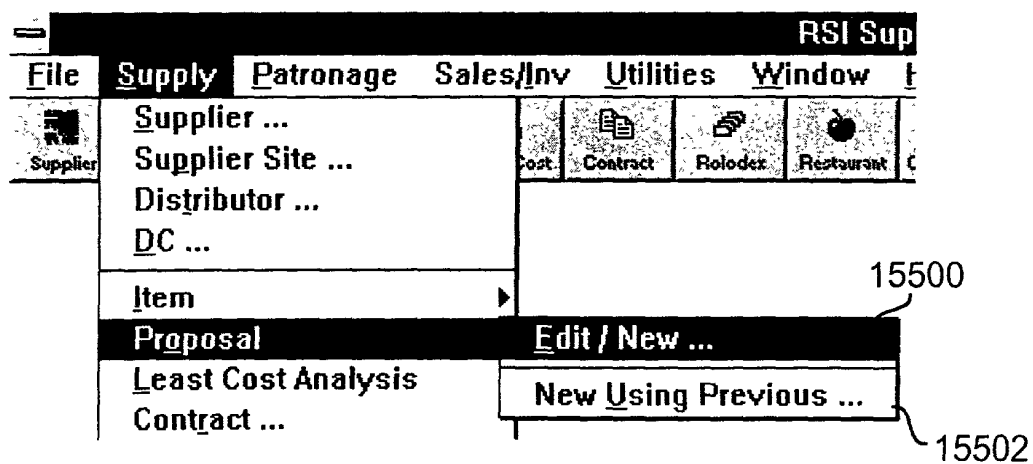 RSI Sup
File Supply Patronage Sales/Inv Utilities Window H
Supplier Cost Contract Rolodex Restaurant C
Supplier ...
Supplier Site ...
Distributor ...
DC ...
Item
Proposal
Least Cost Analysis
Contract ...
15500
Edit / New ...
New Using Previous ...
15502